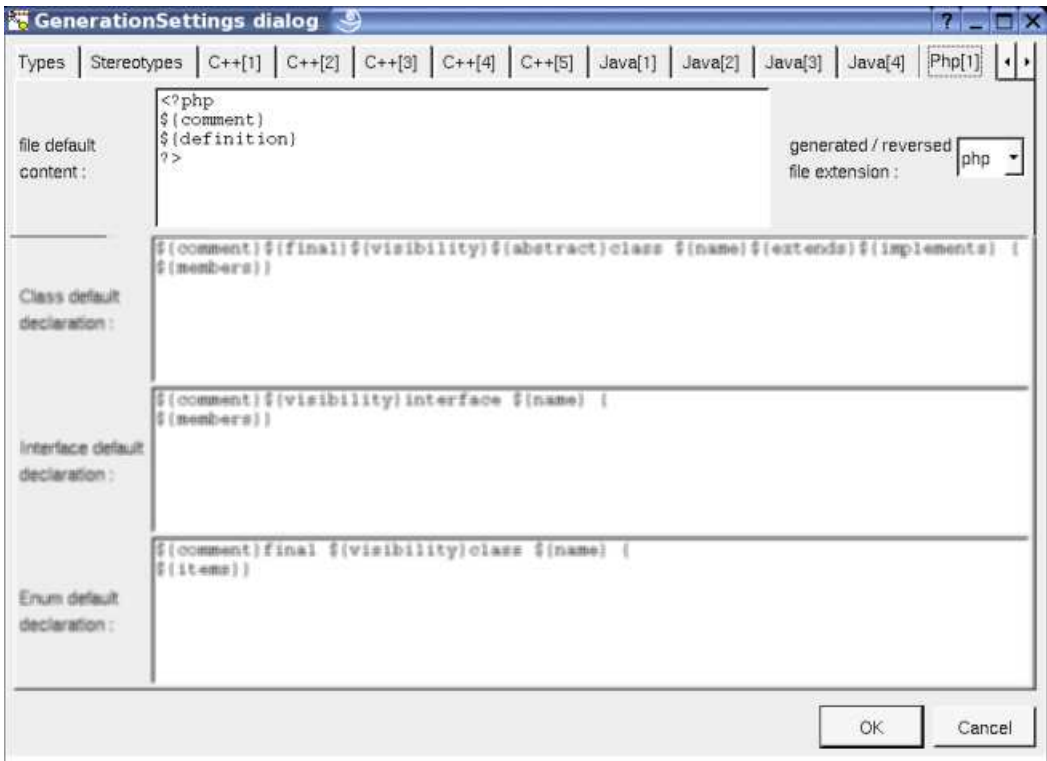 GenerationSettings dialog
Types Stereotypes C++[1] C++[2] C++[3] C++[4] C++[5] Java[1] Java[2] Java[3] Java[4] Php[1]
file default
content :
<?php
${comment}
${definition}
?>
generated / reversed
file extension :
php
Class default
declaration :
${comment}${final}${visibility}${abstract}class ${name}${extends}${implements} {
${members}}
Interface default
declaration :
${comment}${visibility}interface ${name} {
${members}}
Enum default
declaration :
${comment}final ${visibility}class ${name} {
${items}}
OK Cancel